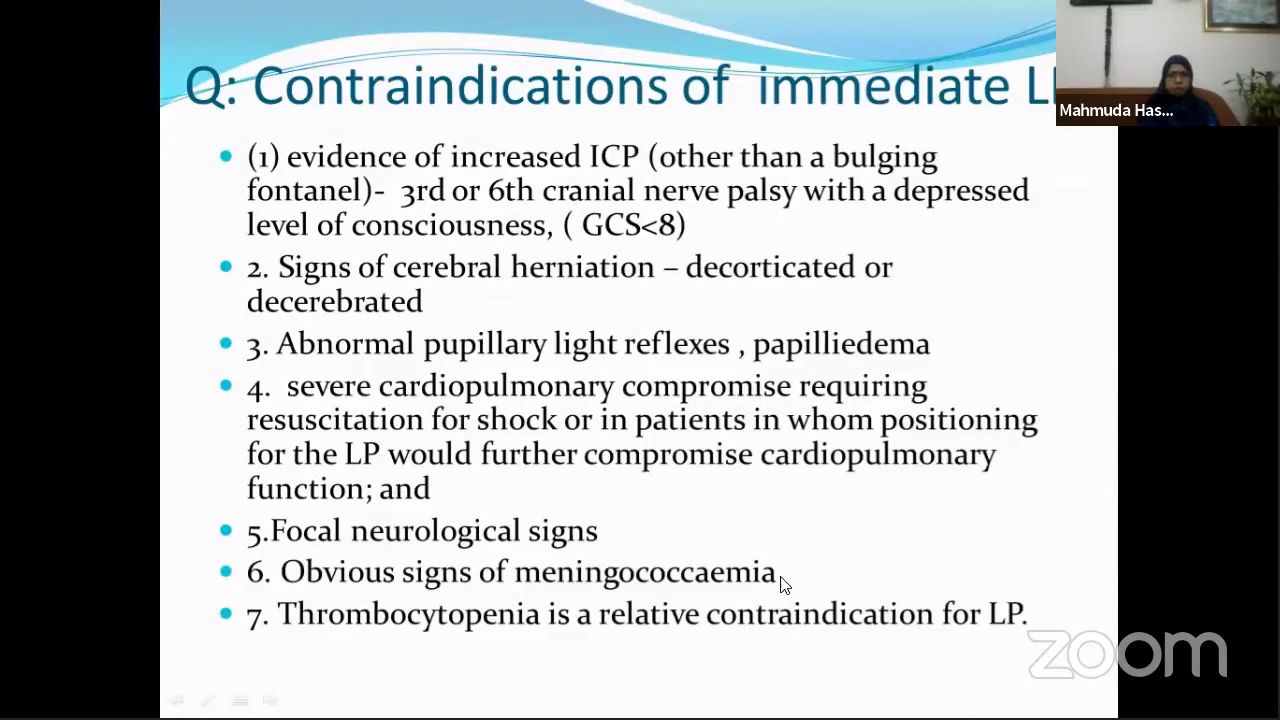 Q: Contraindications of immediate L
Mahmuda Has...
• (1) evidence of increased ICP (other than a bulging
fontanel)- 3rd or 6th cranial nerve palsy with a depressed
level of consciousness, ( GCS<8)
• 2. Signs of cerebral herniation – decorticated or
decerebrated
• 3. Abnormal pupillary light reflexes , papilliedema
• 4. severe cardiopulmonary compromise requiring
resuscitation for shock or in patients in whom positioning
for the LP would further compromise cardiopulmonary
function; and
• 5.Focal neurological signs
• 6. Obvious signs of meningococcaemia
• 7. Thrombocytopenia is a relative contraindication for LP.
zoom